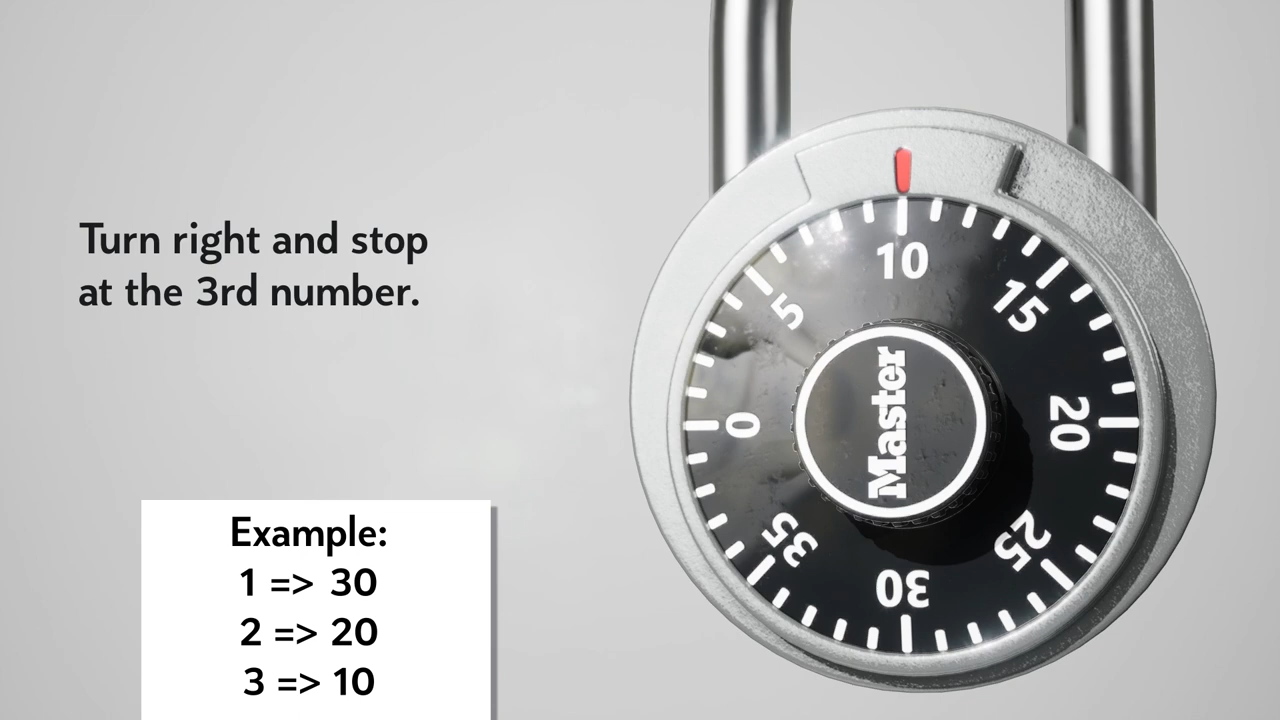 Turn right and stop
at the 3rd number.
Example:
1 => 30
2 => 20
3 => 10
10
15
20
25
30
35
0
5
Master